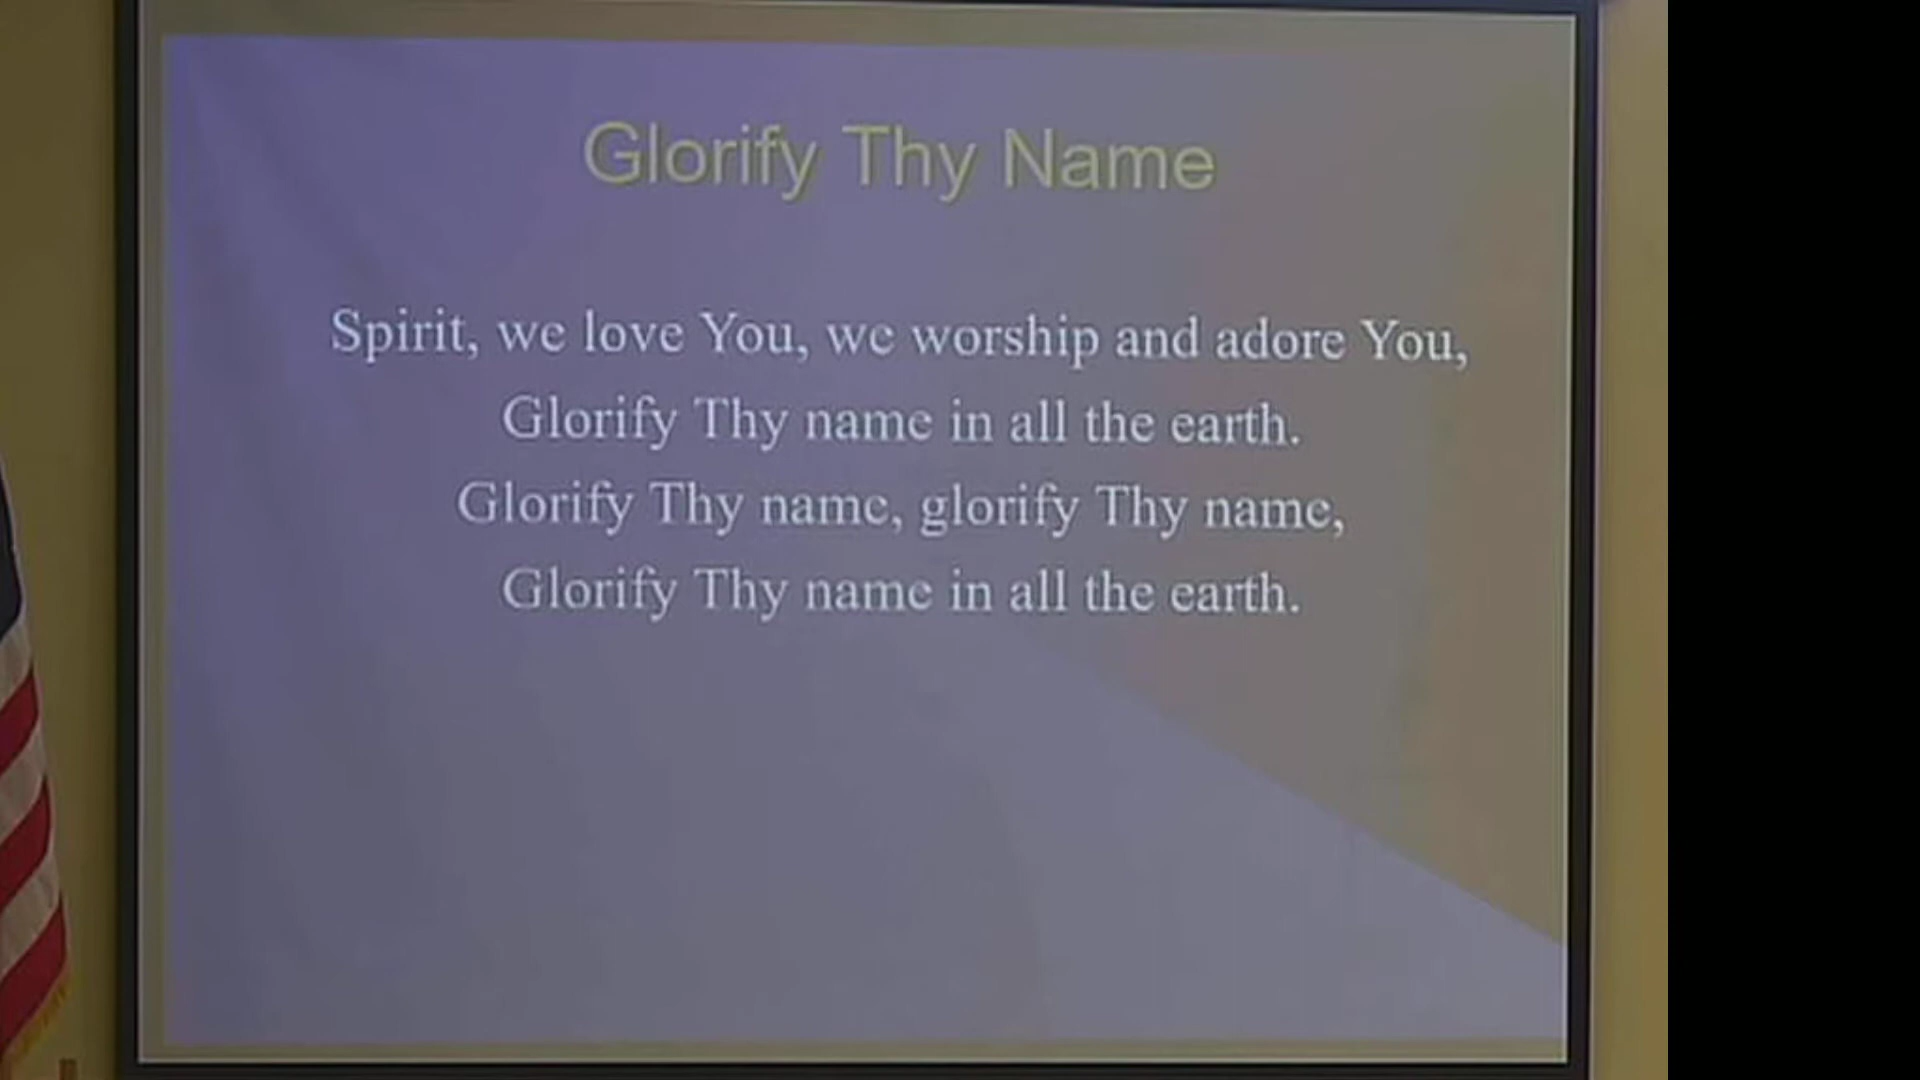 Glorify Thy Name
Spirit, we love You, we worship and adore You,
Glorify Thy name in all the earth.
Glorify Thy name, glorify Thy name,
Glorify Thy name in all the earth.